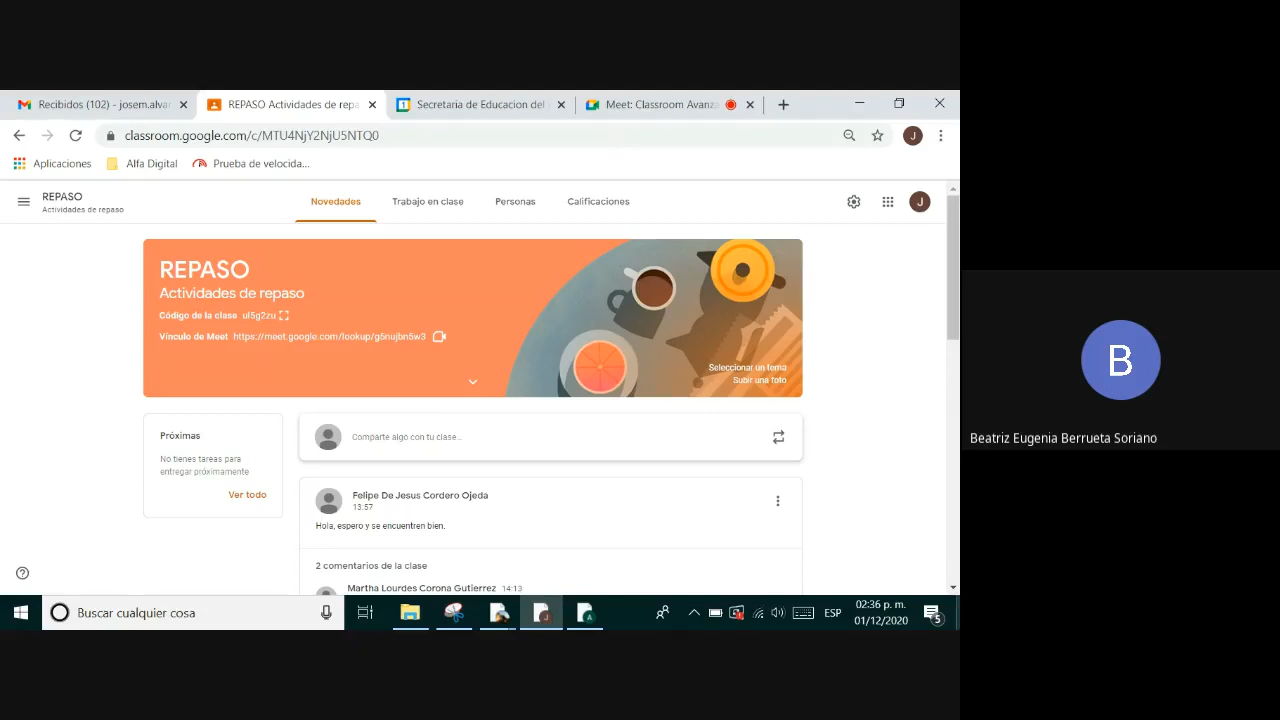 Recibidos (102) - josem.alvar
REPASO Actividades de repa
Secretaria de Educacion del
Meet: Classroom Avanza
classroom.google.com/c/MTU4NjY2NjU5NTQ0
J
Aplicaciones
Alfa Digital
Prueba de velocida...
REPASO
Actividades de repaso
Novedades
Trabajo en clase
Personas
Calificaciones
J
REPASO
Actividades de repaso
Código de la clase ul5g2zu
Vínculo de Meet https://meet.google.com/lookup/g5nujbn5w3
Seleccionar un tema
Subir una foto
Próximas
No tienes tareas para
entregar próximamente
Ver todo
Comparte algo con tu clase...
Felipe De Jesus Cordero Ojeda
13:57
Hola, espero y se encuentren bien.
2 comentarios de la clase
Martha Lourdes Corona Gutierrez 14:13
B
Beatriz Eugenia Berrueta Soriano
Buscar cualquier cosa
ESP
02:36 p. m.
01/12/2020
5